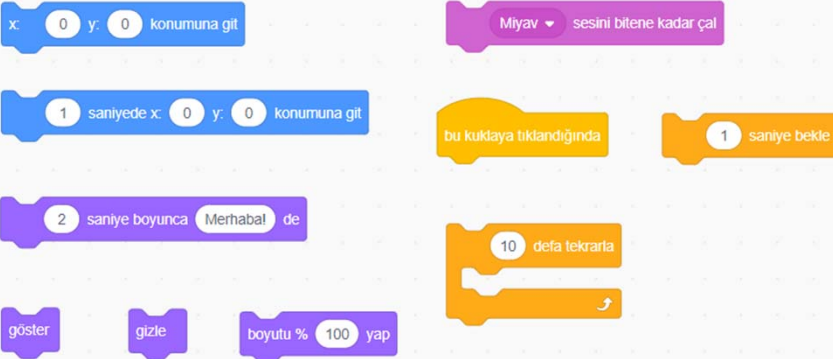 x: 0 y: 0 konumuna git
Miyav sesini bitene kadar çal
1 saniyede x: 0 y: 0 konumuna git
bu kuklaya tıklandığında
1 saniye bekle
2 saniye boyunca Merhaba! de
10 defa tekrarla
göster
gizle
boyutu % 100 yap